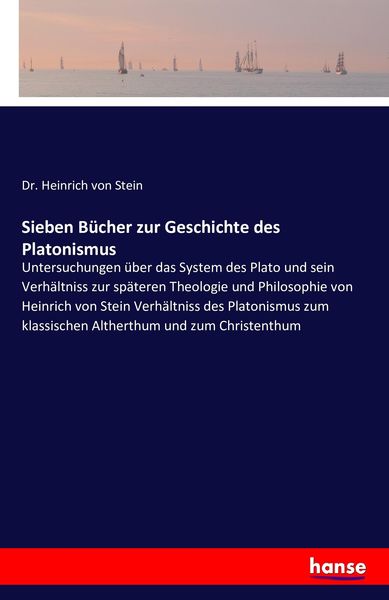 Dr. Heinrich von Stein
Sieben Bücher zur Geschichte des
Platonismus
Untersuchungen über das System des Plato und sein
Verhältniss zur späteren Theologie und Philosophie von
Heinrich von Stein Verhältniss des Platonismus zum
klassischen Altherthum und zum Christenthum
hanse